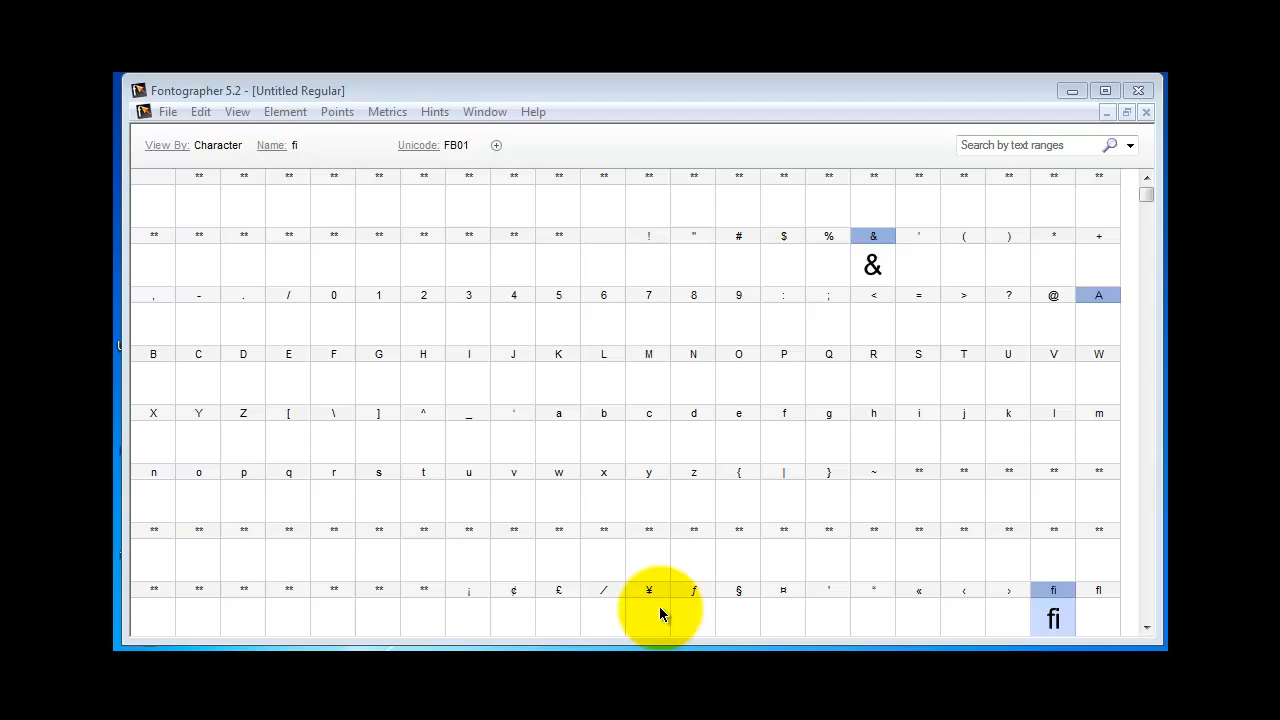 Fontographer 5.2 - [Untitled Regular]
File Edit View Element Points Metrics Hints Window Help
View By: Character Name: fi Unicode: FB01 Search by text ranges
** ** ** ** ** ** ** ** ** ** ** ** ** ** ** ** ** ** ** ** **
** ** ** ** ** ** ** ** ** ** ! " # $ % & ' ( ) * +
&
, - . / 0 1 2 3 4 5 6 7 8 9 : ; < = > ? @ A
B C D E F G H I J K L M N O P Q R S T U V W
X Y Z [ \ ] ^ _ ‘ a b c d e f g h i j k l m
n o p q r s t u v w x y z { | } ~ ** ** ** ** **
** ** ** ** ** ** ** ** ** ** ** ** ** ** ** ** ** ** ** ** ** **
** ** ** ** ** ** ** ¡ ¢ £ ⁄ ¥ ƒ § ¤ ' “ « ‹ › fi fl
fi